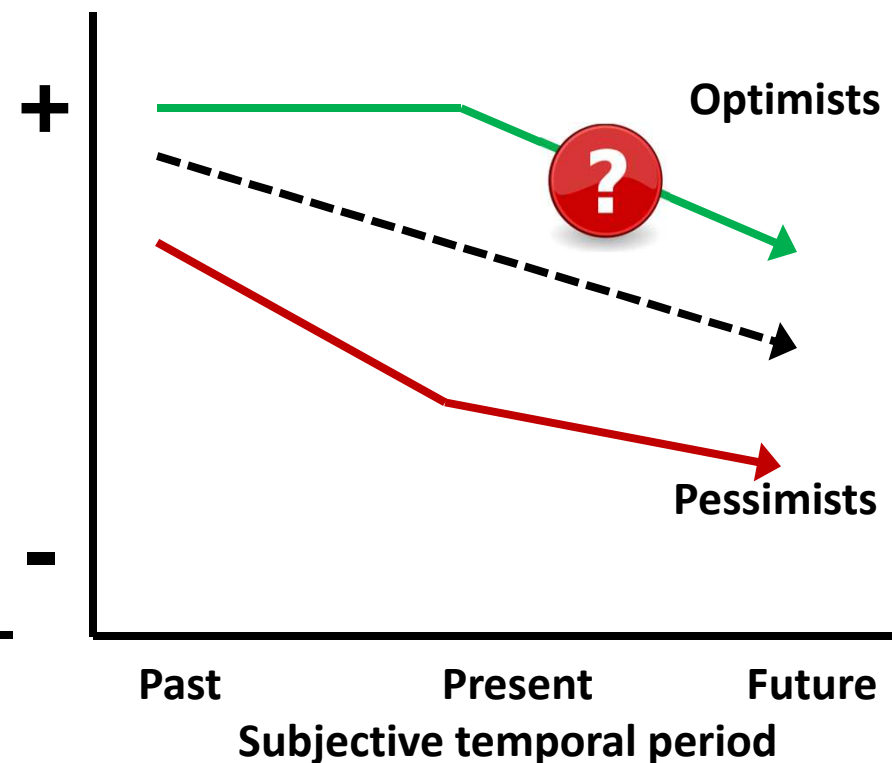 +
Optimists
?
Pessimists
-
Past Present Future
Subjective temporal period